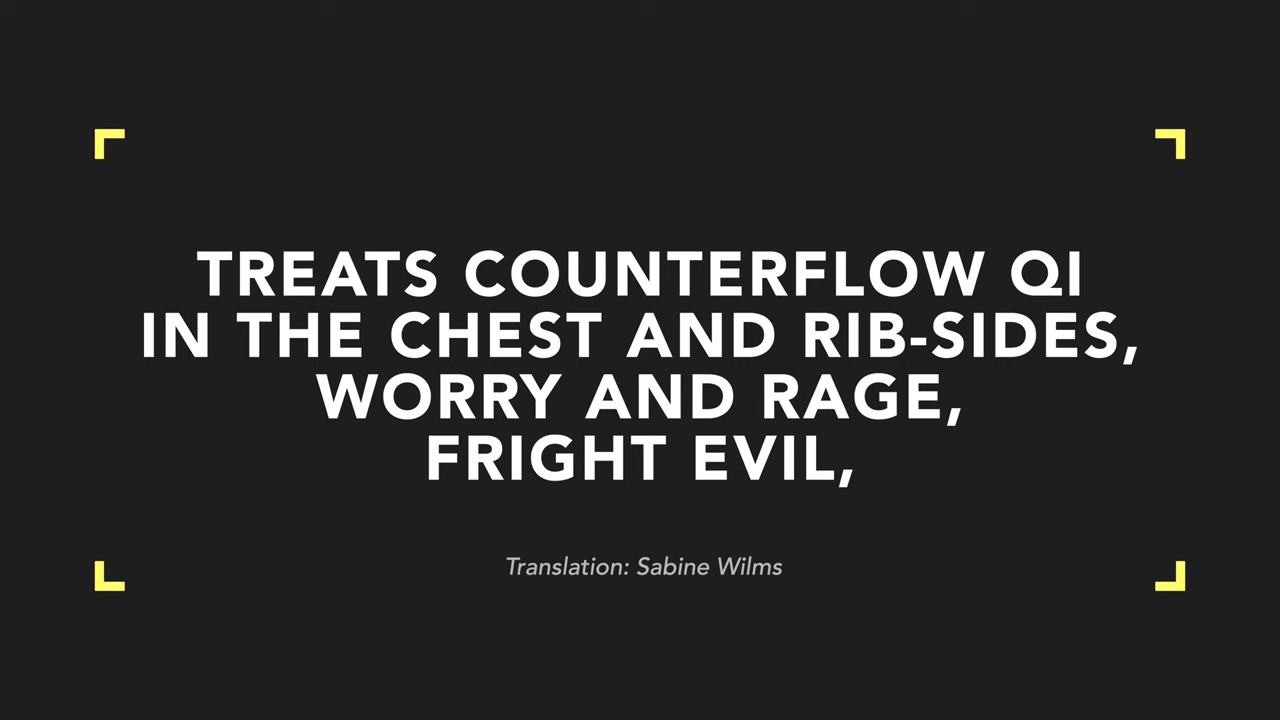 TREATS COUNTERFLOW QI
IN THE CHEST AND RIB-SIDES,
WORRY AND RAGE,
FRIGHT EVIL,
Translation: Sabine Wilms